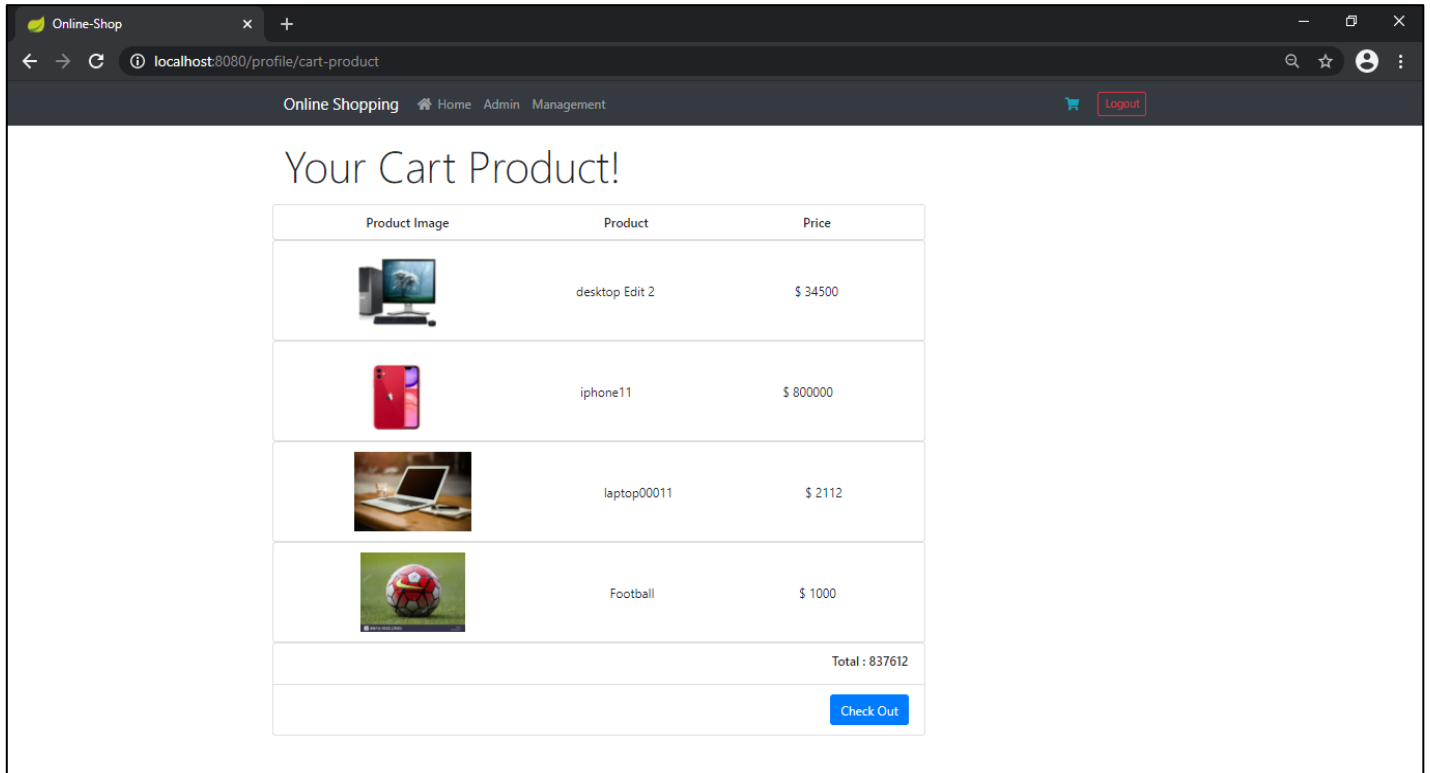 Online-Shop
localhost:8080/profile/cart-product
Online Shopping Home Admin Management Logout
Your Cart Product!
Product Image Product Price
desktop Edit 2 $ 34500
iphone11 $ 800000
laptop00011 $ 2112
Football $ 1000
Total : 837612
Check Out